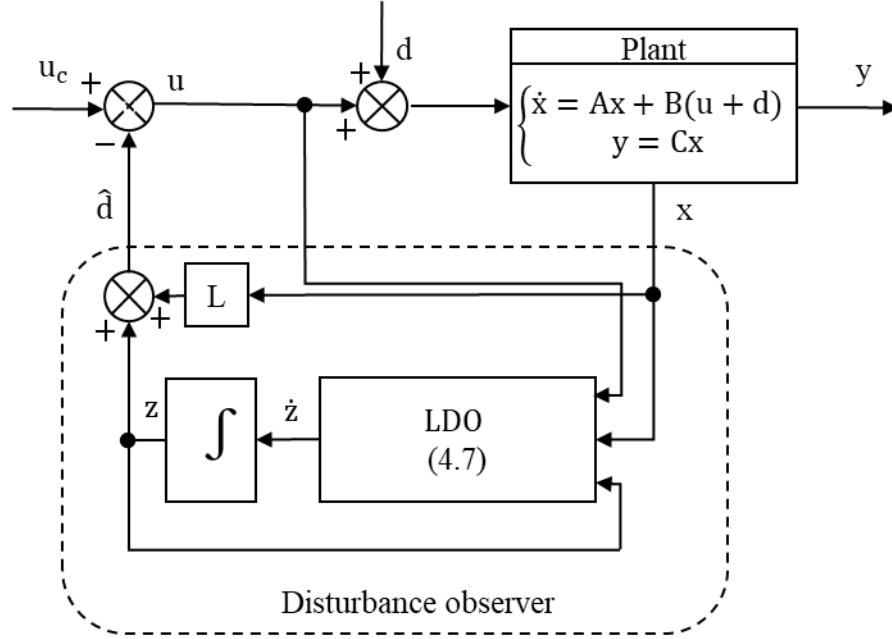 d
Plant
u_c
+
u
+
+
−
ẋ = Ax + B(u + d)
y = Cx
y
d̂
x
L
+
+
z
∫
ż
LDO
(4.7)
Disturbance observer